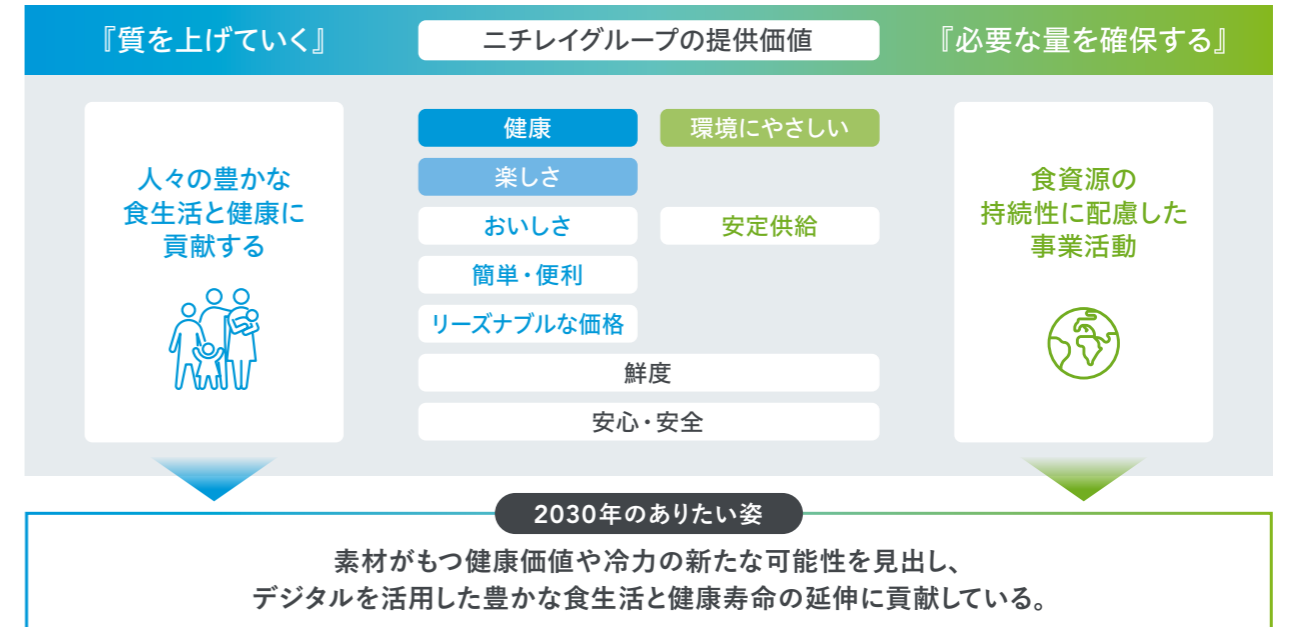 『質を上げていく』
ニチレイグループの提供価値
『必要な量を確保する』
人々の豊かな
食生活と健康に
貢献する
健康
環境にやさしい
楽しさ
おいしさ
安定供給
簡単・便利
リーズナブルな価格
鮮度
安心・安全
食資源の
持続性に配慮した
事業活動
2030年のありたい姿
素材がもつ健康価値や冷力の新たな可能性を見出し、
デジタルを活用した豊かな食生活と健康寿命の延伸に貢献している。